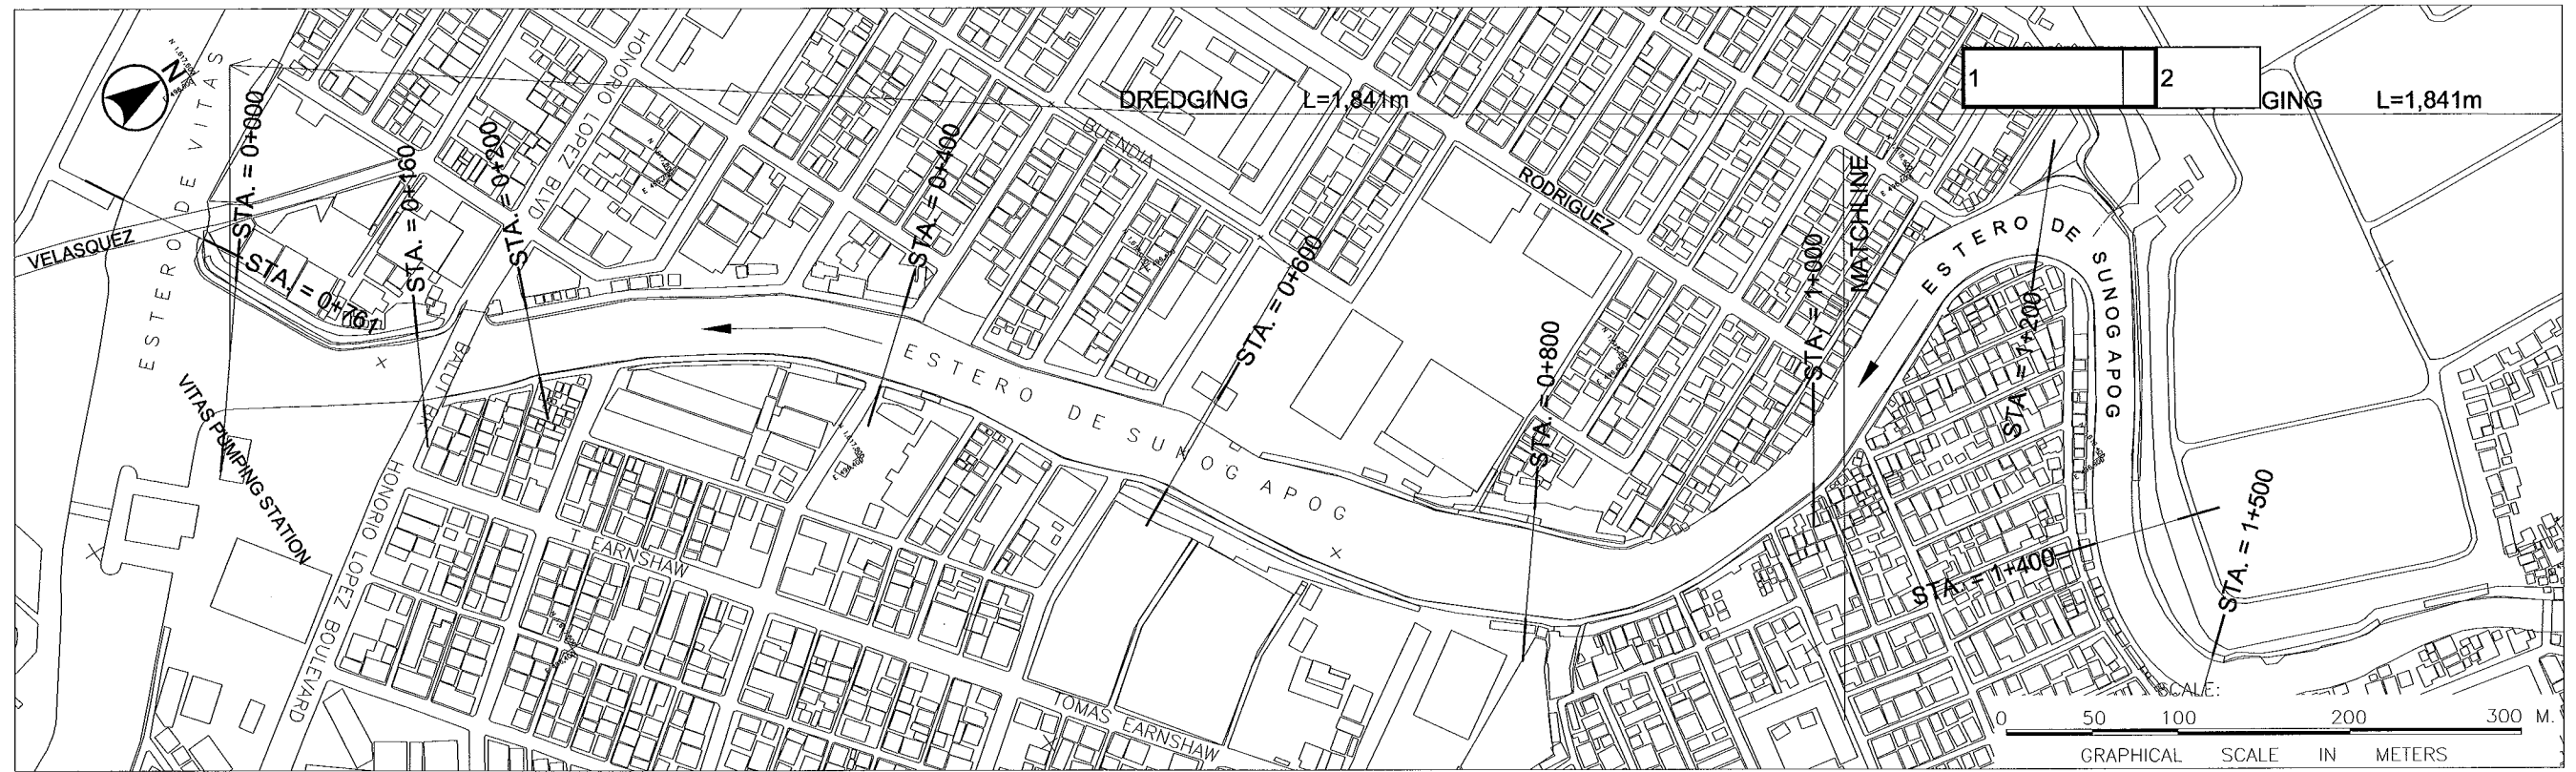 N
1
2
DREDGING L=1,841m
GING L=1,841m
ESTERO DE VITAS
STA. = 0+000
STA. = 0+160
STA. = 0+200
STA. = 0+400
STA. = 0+600
STA. = 0+800
STA. = 1+000
MATCHLINE
STA. = 1+200
STA. = 1+400
STA. = 1+500
STA. = 0+761
VELASQUEZ
HONORIO LOPEZ BLVD
BUENCIA
RODRIGUEZ
ESTERO DE SUNOG APOG
ESTERO DE SUNOG APOG
BALUT
VITAS PUMPING STATION
HONORIO LOPEZ BOULEVARD
T EARNSHAW
TOMAS EARNSHAW
SCALE:
0 50 100 200 300 M.
GRAPHICAL SCALE IN METERS